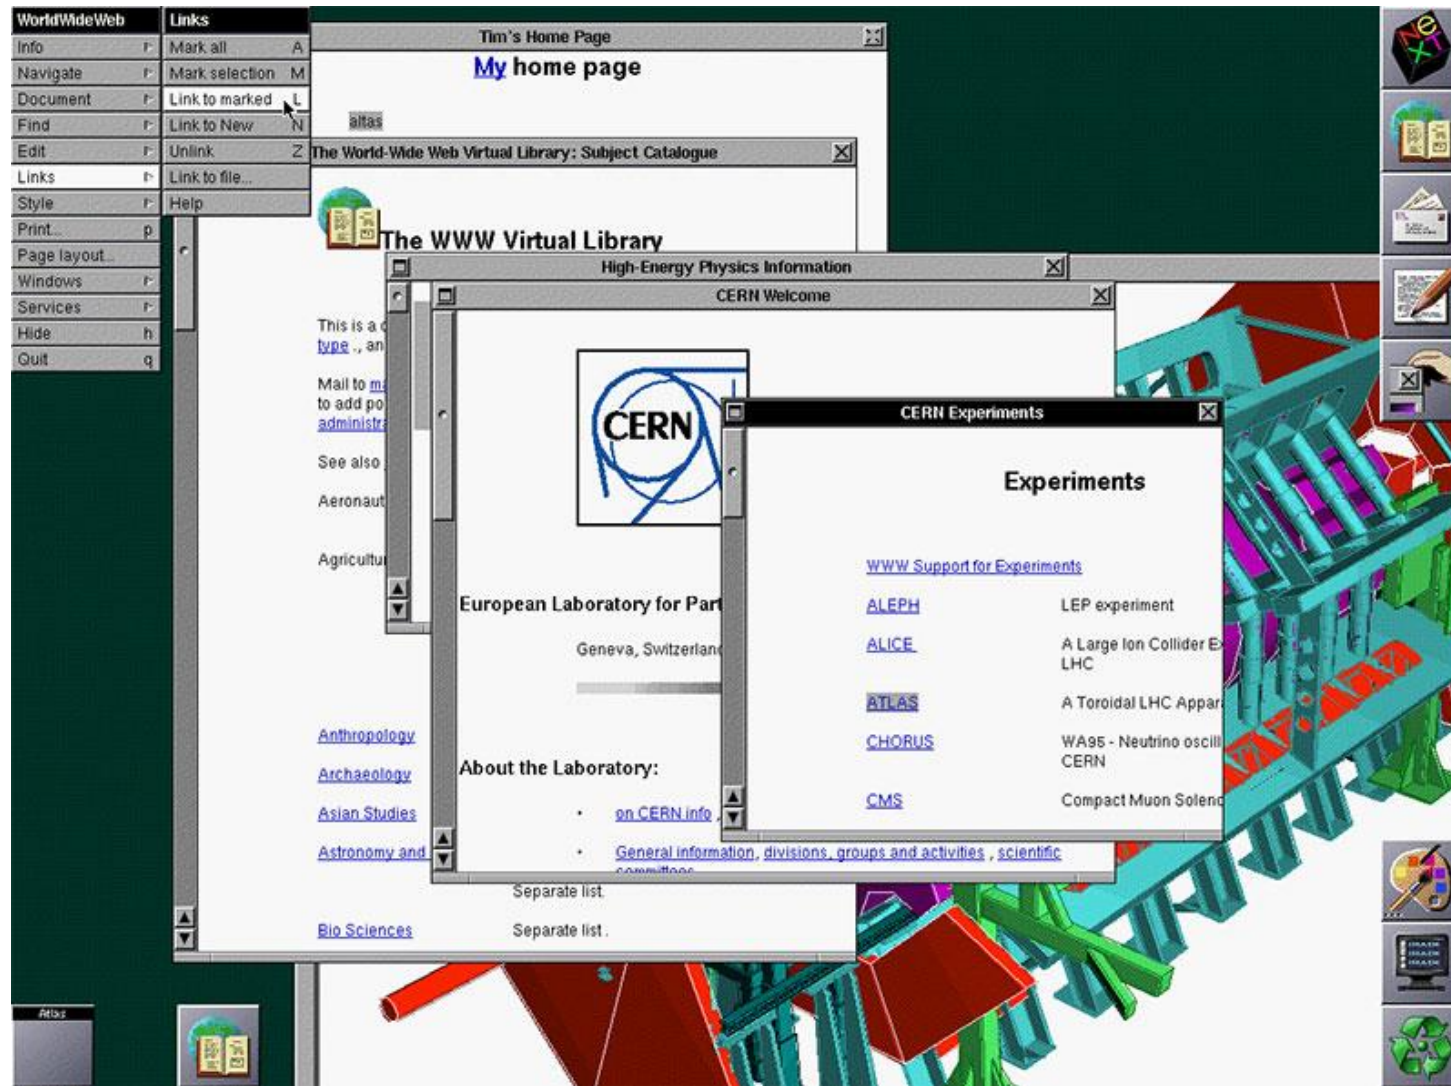 WorldWideWeb
Info
Navigate
Document
Find
Edit
Links
Style
Print...
p
Page layout...
Windows
Services
Hide
h
Quit
q
Links
Mark all A
Mark selection M
Link to marked L
Link to New N
Unlink Z
Link to file...
Help
Tim's Home Page
My home page
altas
The World-Wide Web Virtual Library: Subject Catalogue
The WWW Virtual Library
This is a
type ., an
Mail to
to add po
administra
See also
Aeronaut
Agricultu
Anthropology
Archaeology
Asian Studies
Astronomy and
Separate list.
Bio Sciences Separate list .
High-Energy Physics Information
CERN Welcome
CERN
European Laboratory for Part
Geneva, Switzerland
About the Laboratory:
• on CERN info ,
• General information, divisions, groups and activities , scientific
committees
CERN Experiments
Experiments
WWW Support for Experiments
ALEPH LEP experiment
ALICE A Large Ion Collider E
LHC
ATLAS A Toroidal LHC Appar
CHORUS WA95 - Neutrino oscill
CERN
CMS Compact Muon Soleno
NeXT
Atlas